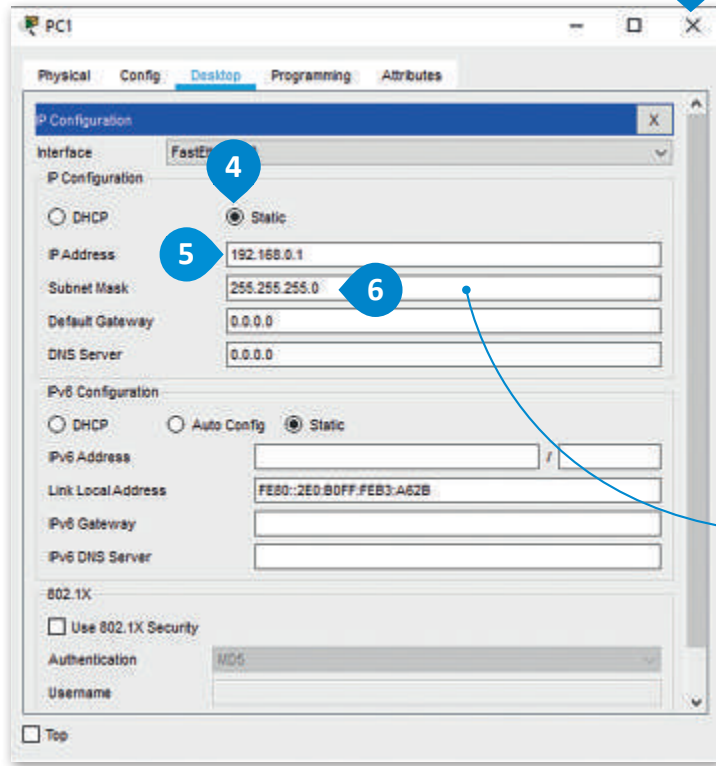 PC1
Physical Config Desktop Programming Attributes
IP Configuration X
Interface
4
IP Configuration
DHCP Static
IP Address 5 192.168.0.1
Subnet Mask 255.255.255.0 6
Default Gateway 0.0.0.0
DNS Server 0.0.0.0
IPv6 Configuration
DHCP Auto Config Static
IPv6 Address /
Link Local Address FE80::2E0:B0FF:FEB3:A62B
IPv6 Gateway
IPv6 DNS Server
802.1X
Use 802.1X Security
Authentication MD5
Username
Top